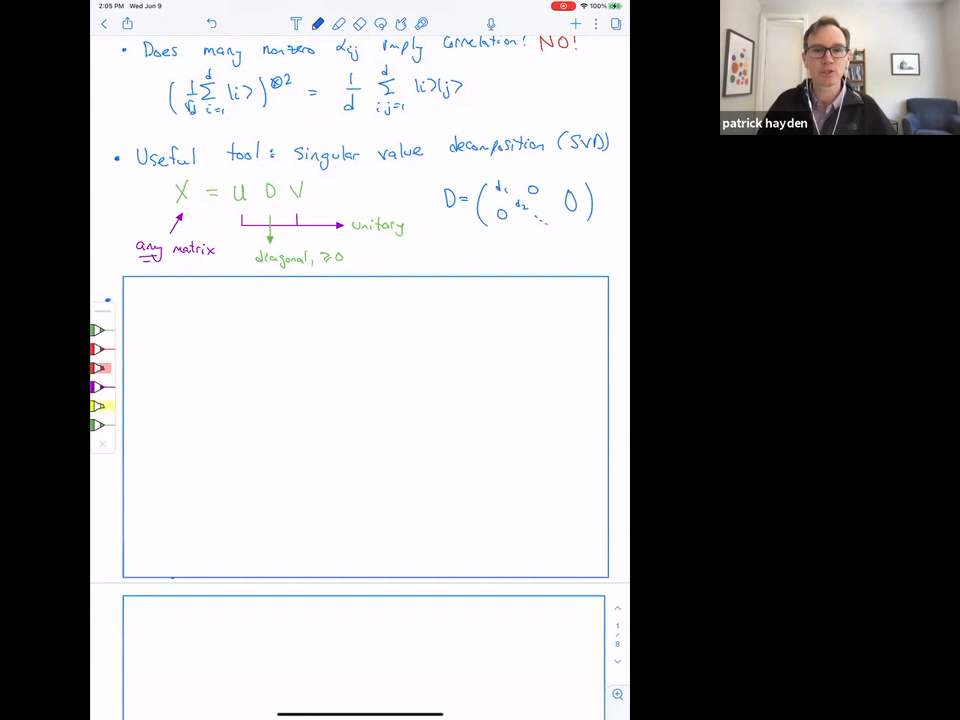 2:05 PM Wed Jun 9
100%
• Does many nonzero αij imply correlation? NO!
(1/√d Σ_{i=1}^{d} |i>)^{⊗2} = 1/d Σ_{i,j=1}^{d} |i>|j>
• Useful tool: Singular value decomposition (SVD)
X = U D V
D = ( d1 0 0
0 d2 ⋱ )
unitary
any matrix
diagonal, ≥0
patrick hayden
1
/
8